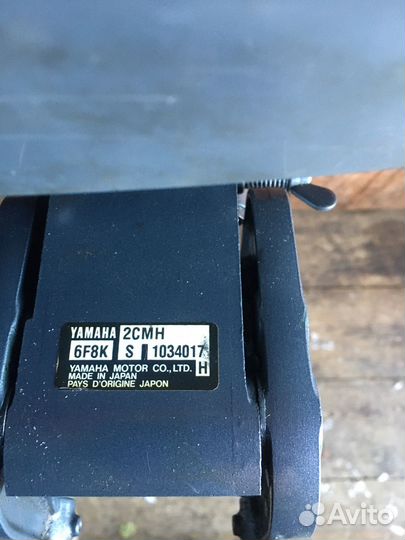 YAMAHA 2CMH
6F8K S 1034017
H
YAMAHA MOTOR CO., LTD.
MADE IN JAPAN
PAYS D'ORIGINE JAPON
Avito